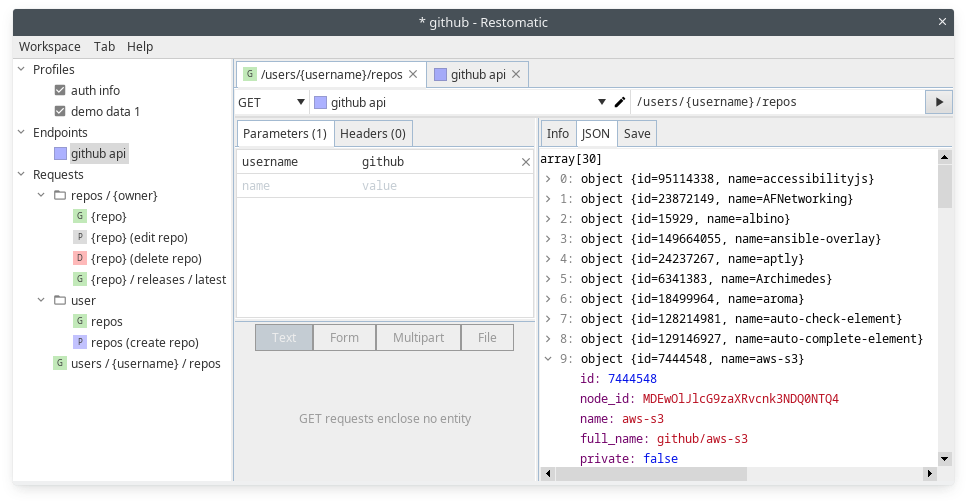 * github - Restomatic
Workspace Tab Help
Profiles
auth info
demo data 1
Endpoints
github api
Requests
repos / {owner}
G {repo}
P {repo} (edit repo)
D {repo} (delete repo)
G {repo} / releases / latest
user
G repos
P repos (create repo)
G users / {username} / repos
G /users/{username}/repos
github api
GET
github api
/users/{username}/repos
Parameters (1) Headers (0)
username github
name value
Text Form Multipart File
GET requests enclose no entity
Info JSON Save
array[30]
0: object {id=95114338, name=accessibilityjs}
1: object {id=23872149, name=AFNetworking}
2: object {id=15929, name=albino}
3: object {id=149664055, name=ansible-overlay}
4: object {id=24237267, name=aptly}
5: object {id=6341383, name=Archimedes}
6: object {id=18499964, name=aroma}
7: object {id=128214981, name=auto-check-element}
8: object {id=129146927, name=auto-complete-element}
9: object {id=7444548, name=aws-s3}
id: 7444548
node_id: MDEwOlJlcG9zaXRvcnk3NDQ0NTQ4
name: aws-s3
full_name: github/aws-s3
private: false